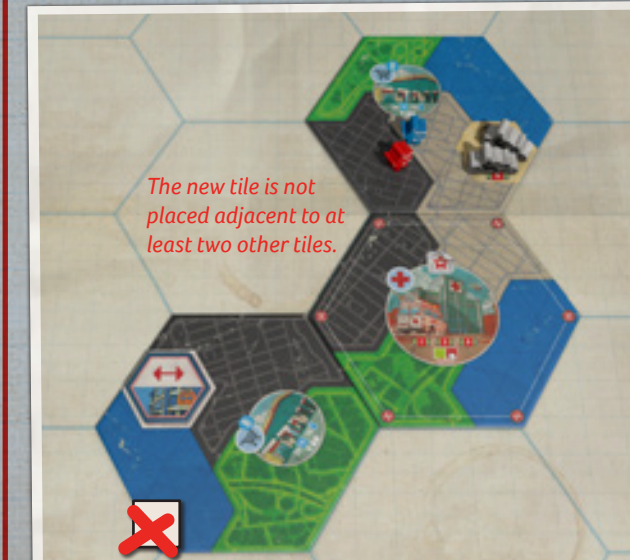 The new tile is not
placed adjacent to at
least two other tiles.